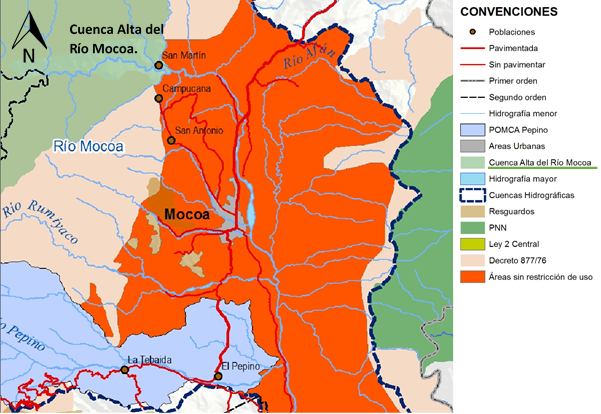 Cuenca Alta del
Río Mocoa.
N
San Martín
Campucana
San Antonio
Río Afán
Río Mocoa
Río Rumiyaco
Mocoa
Pepino
La Tebaida
El Pepino
CONVENCIONES
Poblaciones
Pavimentada
Sin pavimentar
Primer orden
Segundo orden
Hidrografía menor
POMCA Pepino
Areas Urbanas
Cuenca Alta del Río Mocoa
Hidrografía mayor
Cuencas Hidrográficas
Resguardos
PNN
Ley 2 Central
Decreto 877/76
Áreas sin restricción de uso